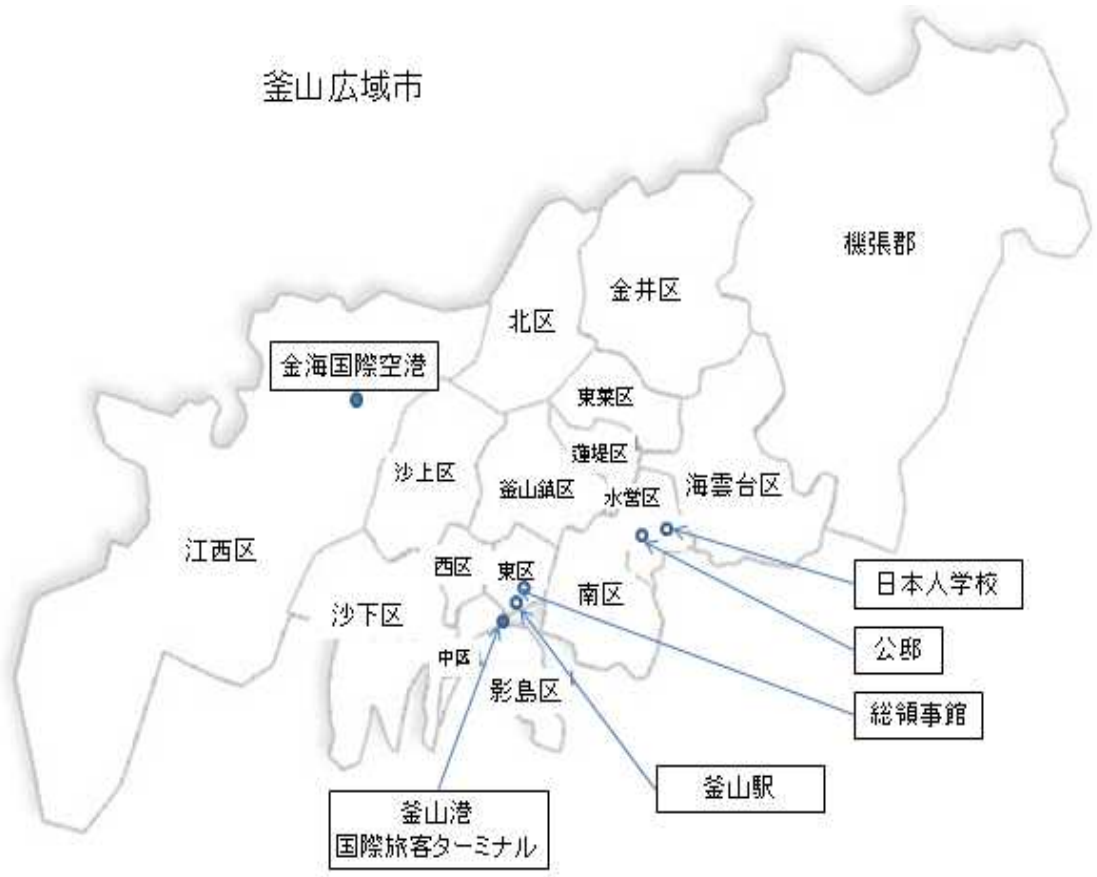 釜山広域市
機張郡
金井区
北区
金海国際空港
東莱区
蓮堤区
沙上区
釜山鎮区
水営区
海雲台区
江西区
西区
東区
南区
日本人学校
沙下区
公邸
中区
影島区
総領事館
釜山駅
釜山港
国際旅客ターミナル